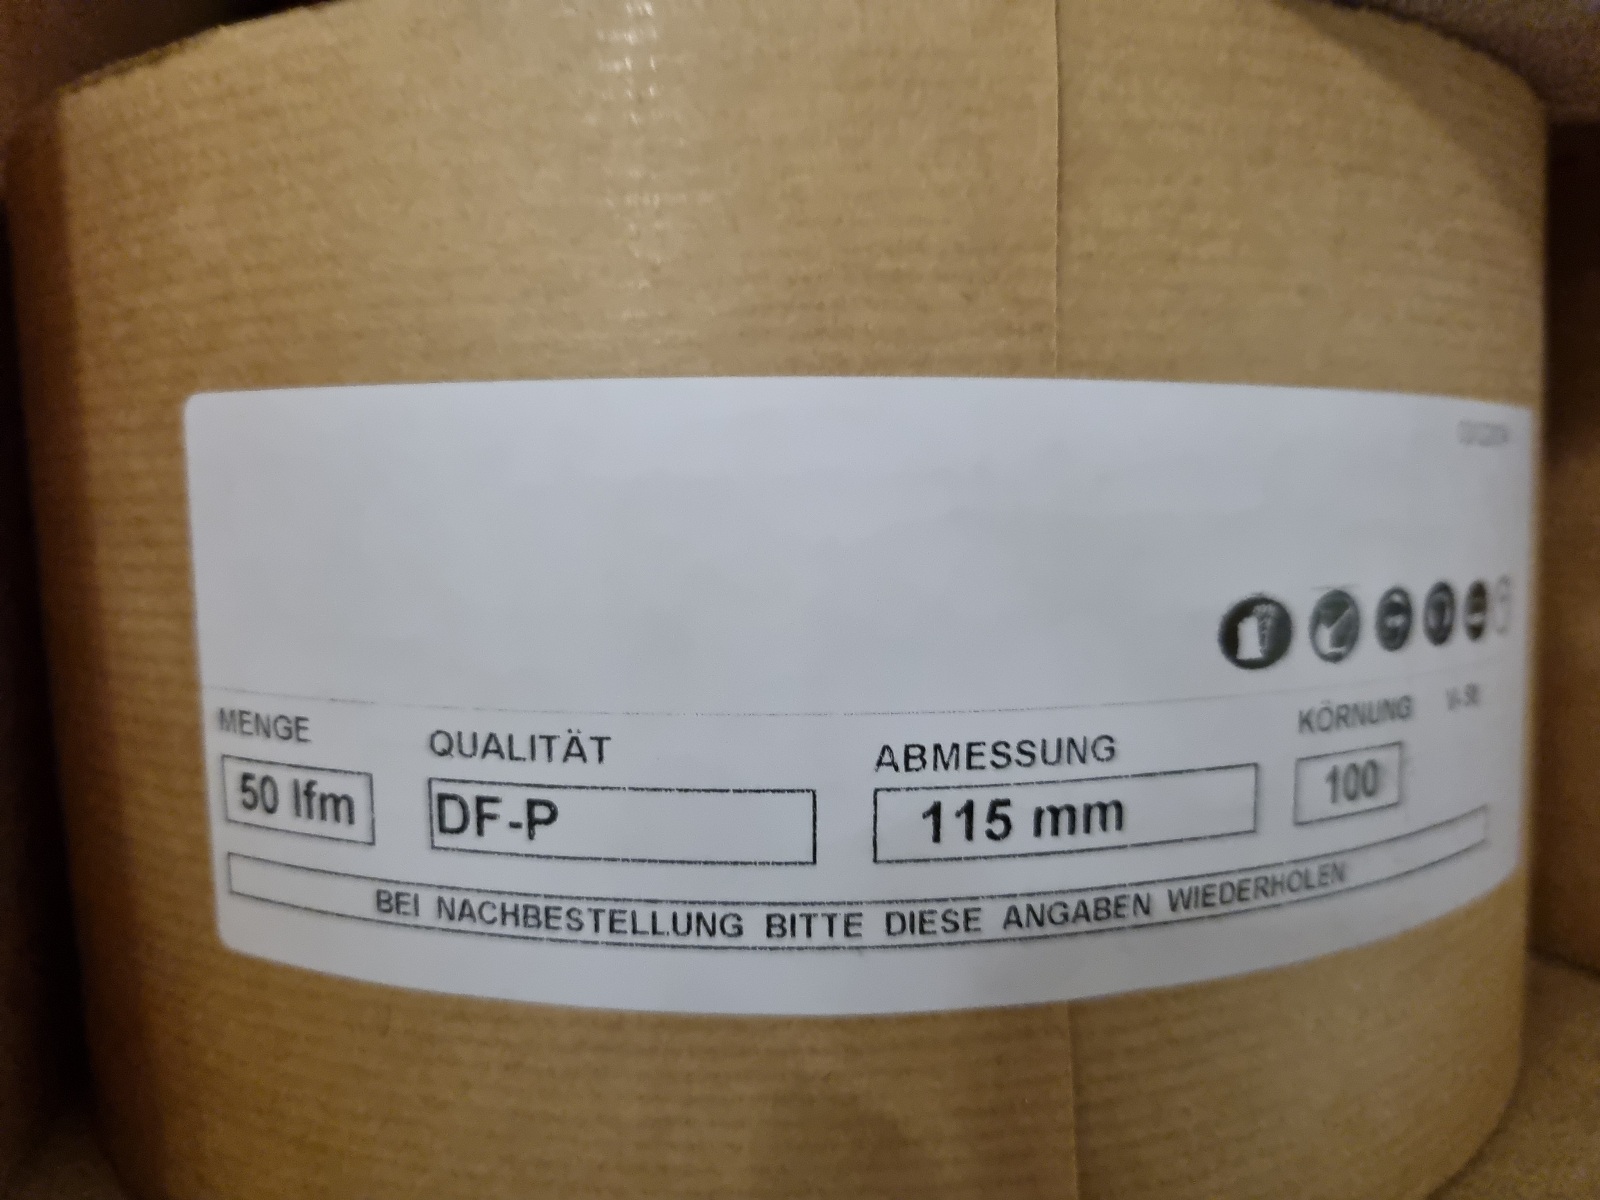 MENGE QUALITÄT ABMESSUNG KÖRNUNG
50 lfm DF-P 115 mm 100
BEI NACHBESTELLUNG BITTE DIESE ANGABEN WIEDERHOLEN